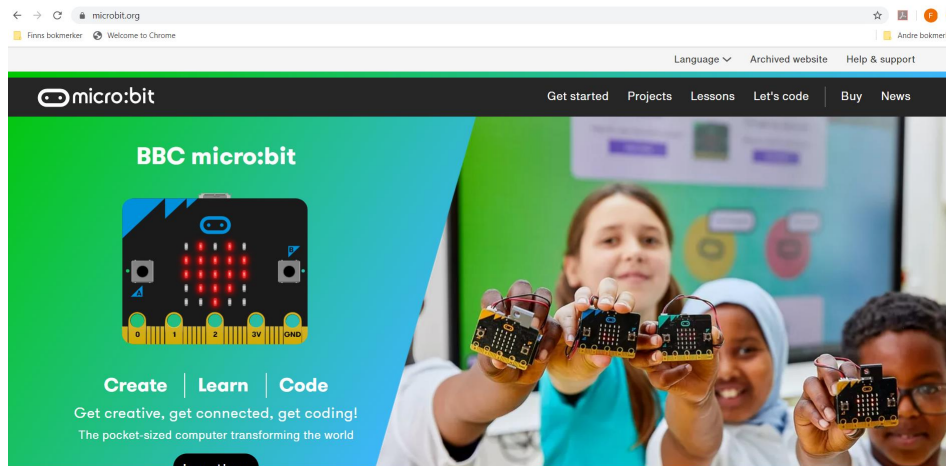 microbit.org
F
Finns bokmerker Welcome to Chrome Andre bokmer
Language Archived website Help & support
micro:bit Get started Projects Lessons Let's code Buy News
BBC micro:bit
B
A
0 1 2 3V GND
Create | Learn | Code
Get creative, get connected, get coding!
The pocket-sized computer transforming the world